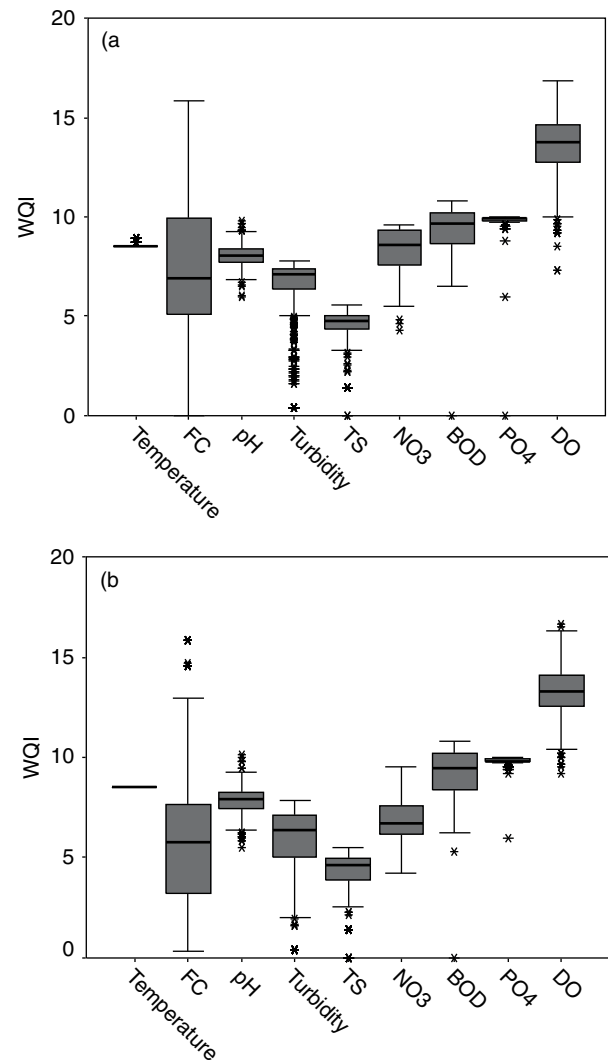 20
(a
15
WQI
10
5
0
Temperature
FC
pH
Turbidity
TS
NO3
BOD
PO4
DO
20
(b
15
WQI
10
5
0
Temperature
FC
pH
Turbidity
TS
NO3
BOD
PO4
DO